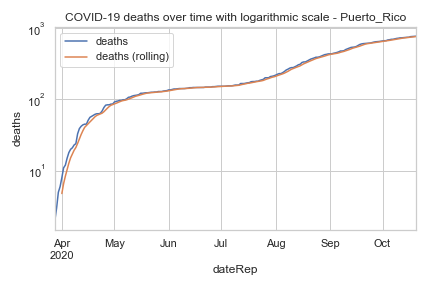 COVID-19 deaths over time with logarithmic scale - Puerto_Rico
deaths
deaths (rolling)
10³
10²
10¹
deaths
Apr May Jun Jul Aug Sep Oct
2020
dateRep